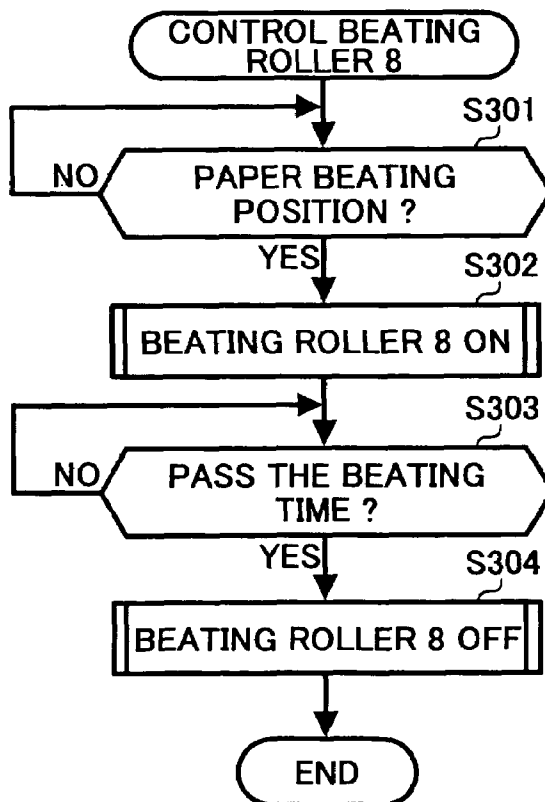 CONTROL BEATING
ROLLER 8
S301
NO
PAPER BEATING
POSITION ?
YES
S302
BEATING ROLLER 8 ON
S303
NO
PASS THE BEATING
TIME ?
YES
S304
BEATING ROLLER 8 OFF
END